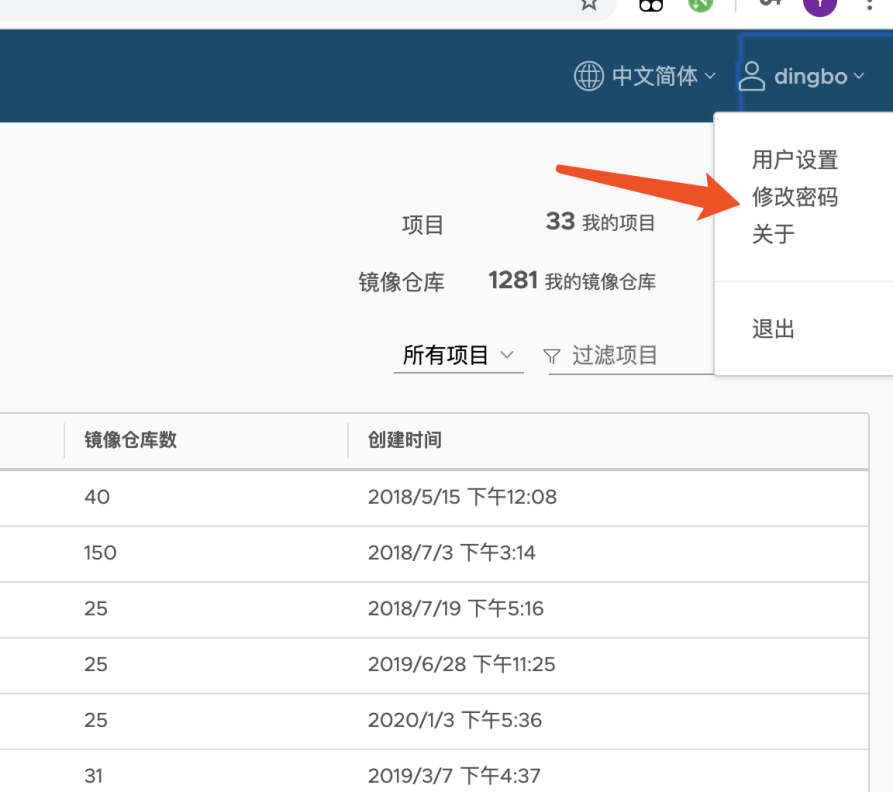 中文简体 dingbo
用户设置
修改密码
关于
退出
项目 33 我的项目
镜像仓库 1281 我的镜像仓库
所有项目 过滤项目
镜像仓库数 创建时间
40 2018/5/15 下午12:08
150 2018/7/3 下午3:14
25 2018/7/19 下午5:16
25 2019/6/28 下午11:25
25 2020/1/3 下午5:36
31 2019/3/7 下午4:37